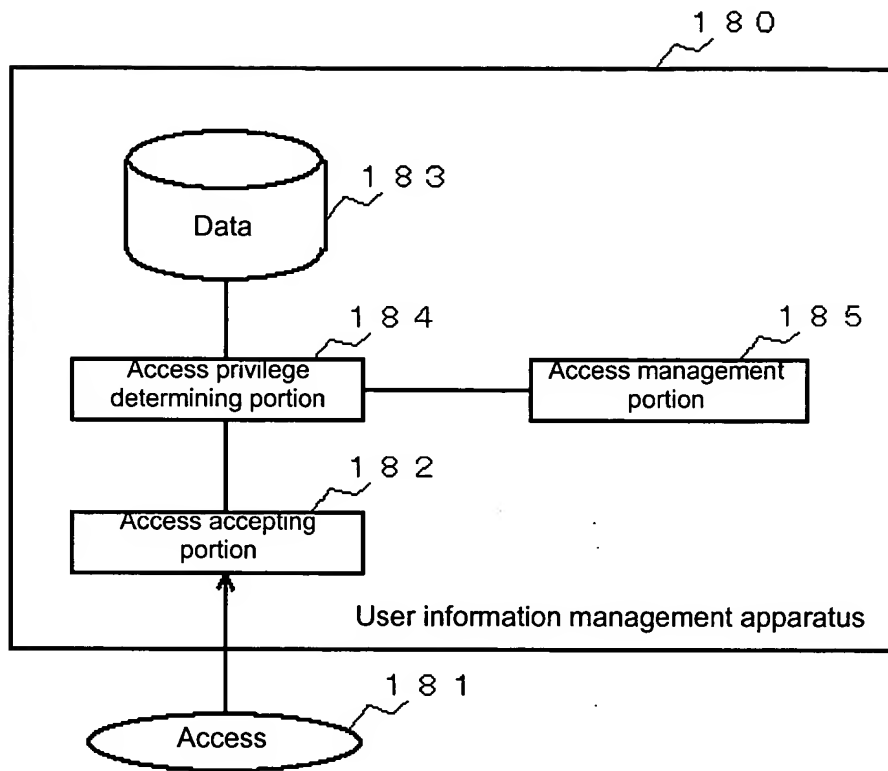 180
183
Data
184
185
Access privilege
determining portion
Access management
portion
182
Access accepting
portion
User information management apparatus
181
Access